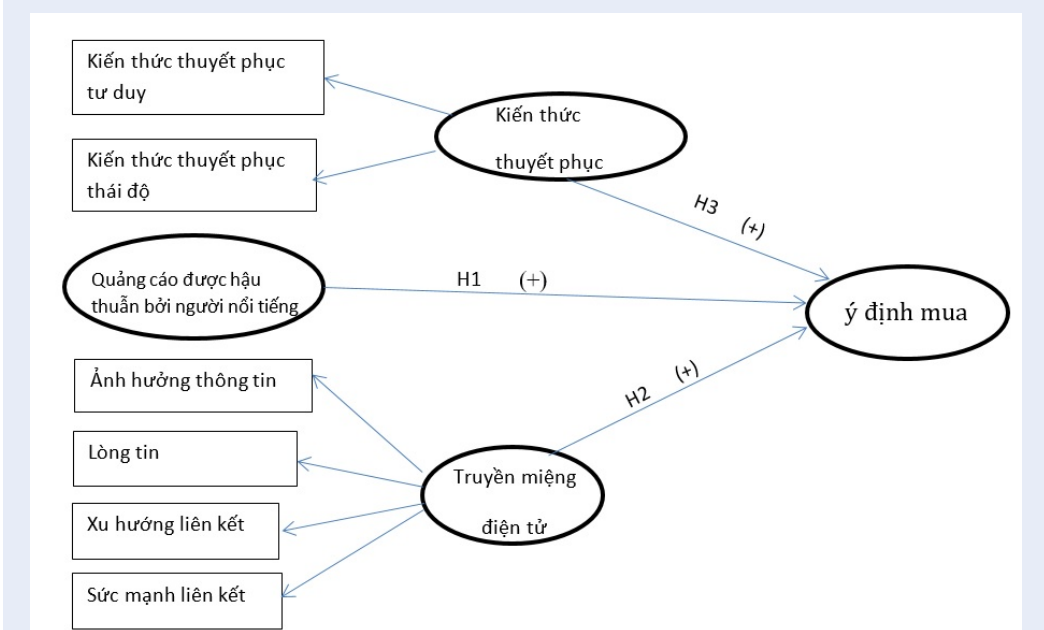 Kiến thức thuyết phục
tư duy
Kiến thức
thuyết phục
Kiến thức thuyết phục
thái độ
H3 (+)
Quảng cáo được hậu
thuẫn bởi người nổi tiếng
H1 (+)
ý định mua
Ảnh hưởng thông tin
H2 (+)
Lòng tin
Truyền miệng
điện tử
Xu hướng liên kết
Sức mạnh liên kết